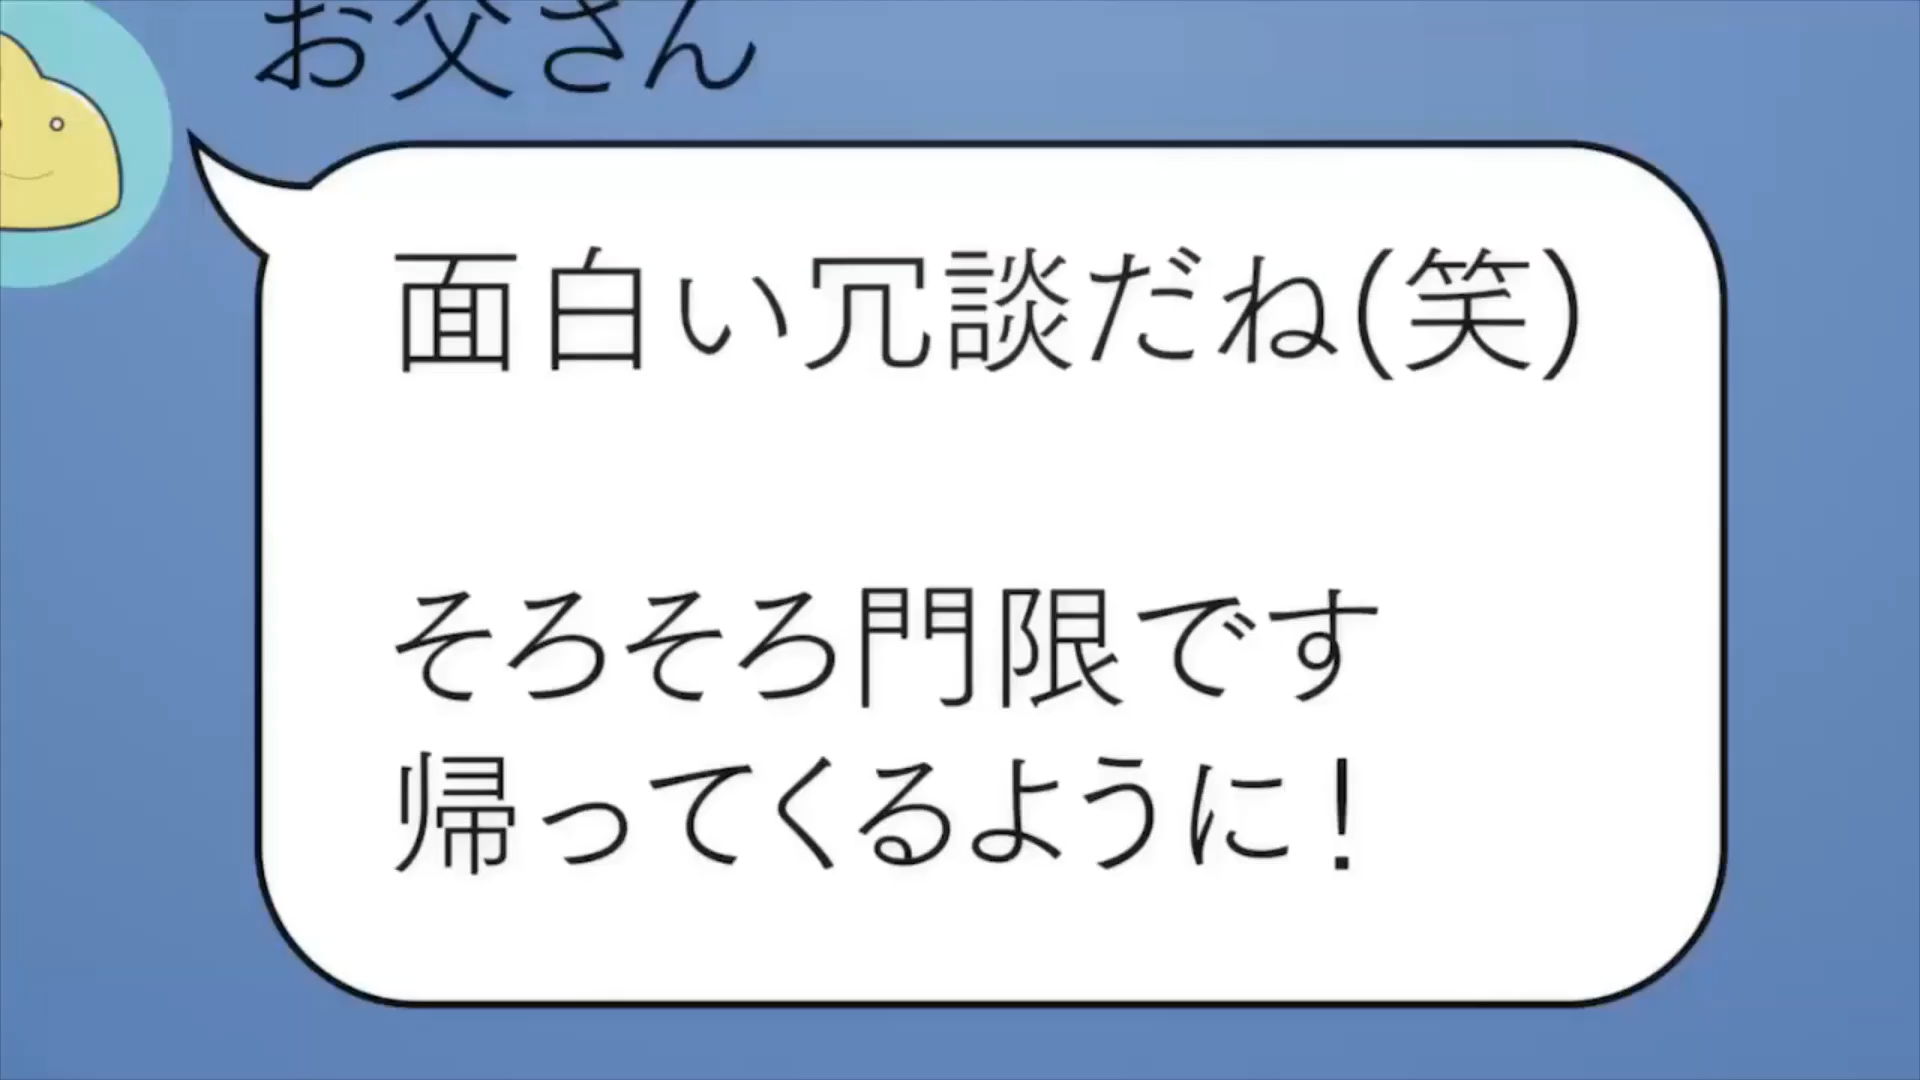 お父さん
面白い冗談だね(笑)
そろそろ門限です
帰ってくるように!